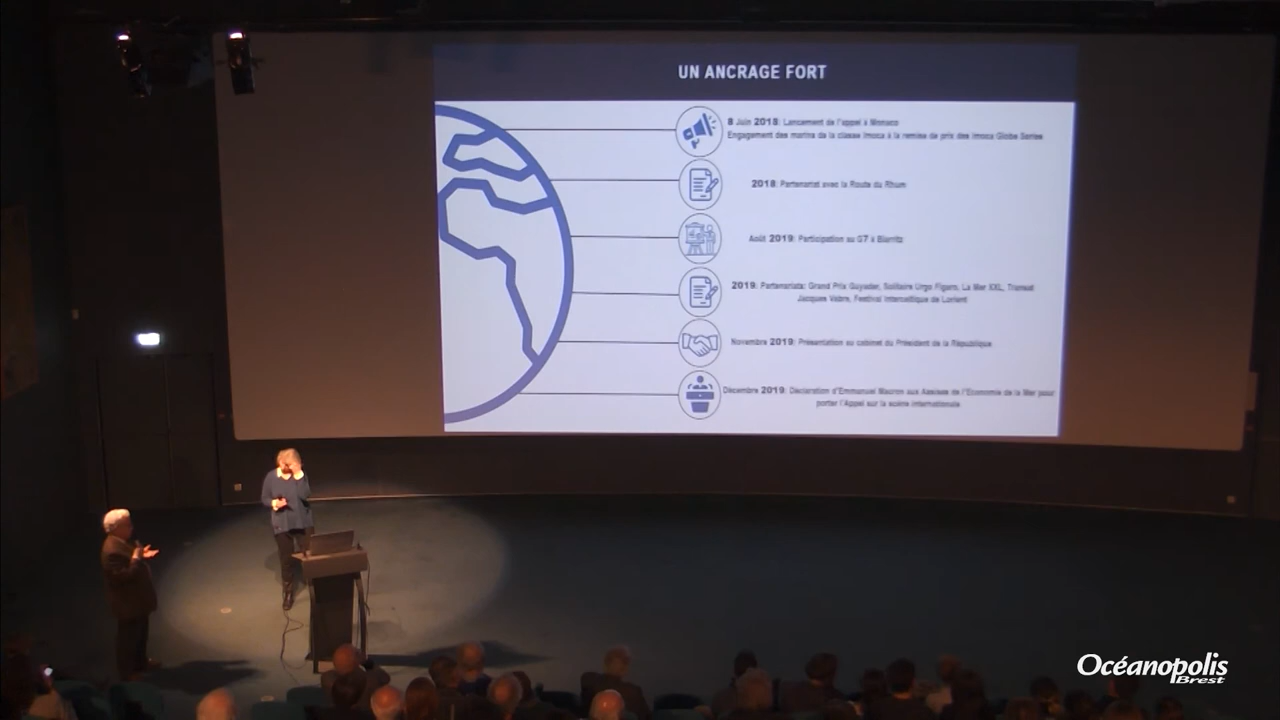 UN ANCRAGE FORT
8 Juin 2018: Lancement de l'appel à Monaco
Engagement des marins de la classe Imoca à la remise de prix des Imoca Globe Series
2018: Partenariat avec la Route du Rhum
Août 2019: Participation au G7 à Biarritz
2019: Partenariats: Grand Prix Guyader, Solitaire Urgo Figaro, La Mer XXL, Transat
Jacques Vabre, Festival Interceltique de Lorient
Novembre 2019: Présentation au cabinet du Président de la République
Décembre 2019: Déclaration d'Emmanuel Macron aux Assises de l'Economie de la Mer pour
porter l'Appel sur la scène internationale
Océanopolis
Brest